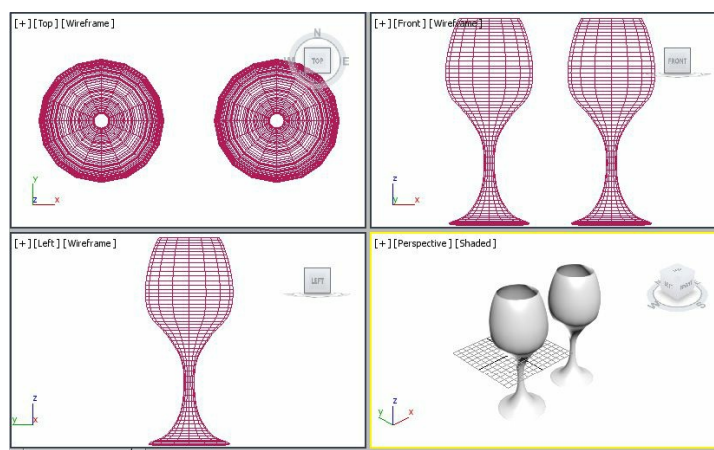 [+] [Top] [Wireframe]
N
W
TOP
E
y
z
x
[+] [Front] [Wireframe]
FRONT
z
y
x
[+] [Left] [Wireframe]
LEFT
z
y
x
[+] [Perspective] [Shaded]
z
y
x